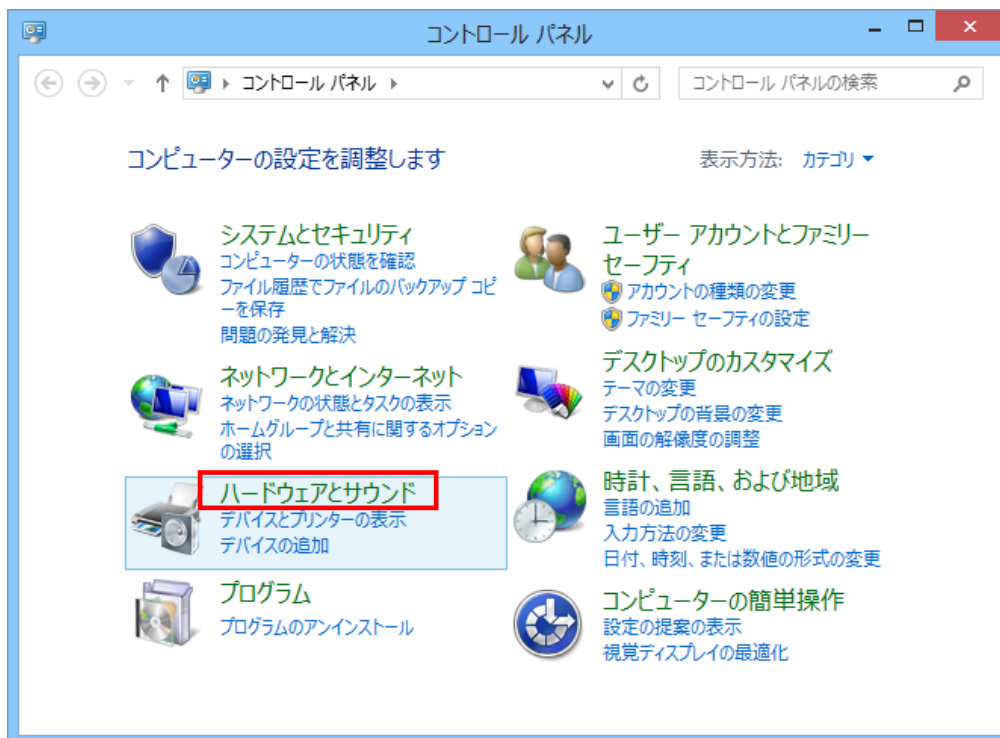 コントロール パネル
コントロール パネル
コントロール パネルの検索
コンピューターの設定を調整します
表示方法: カテゴリ
システムとセキュリティ
コンピューターの状態を確認
ファイル履歴でファイルのバックアップ コピ
ーを保存
問題の発見と解決
ネットワークとインターネット
ネットワークの状態とタスクの表示
ホームグループと共有に関するオプション
の選択
ハードウェアとサウンド
デバイスとプリンターの表示
デバイスの追加
プログラム
プログラムのアンインストール
ユーザー アカウントとファミリー
セーフティ
アカウントの種類の変更
ファミリー セーフティの設定
デスクトップのカスタマイズ
テーマの変更
デスクトップの背景の変更
画面の解像度の調整
時計、言語、および地域
言語の追加
入力方法の変更
日付、時刻、または数値の形式の変更
コンピューターの簡単操作
設定の提案の表示
視覚ディスプレイの最適化